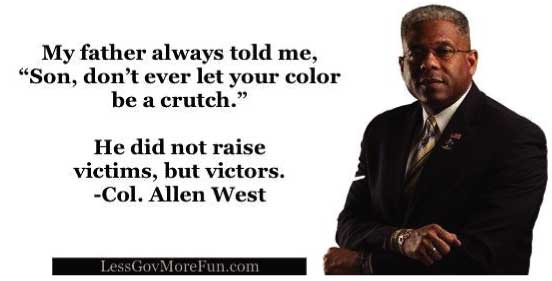 My father always told me,
“Son, don’t ever let your color
be a crutch.”
He did not raise
victims, but victors.
-Col. Allen West
LessGovMoreFun.com